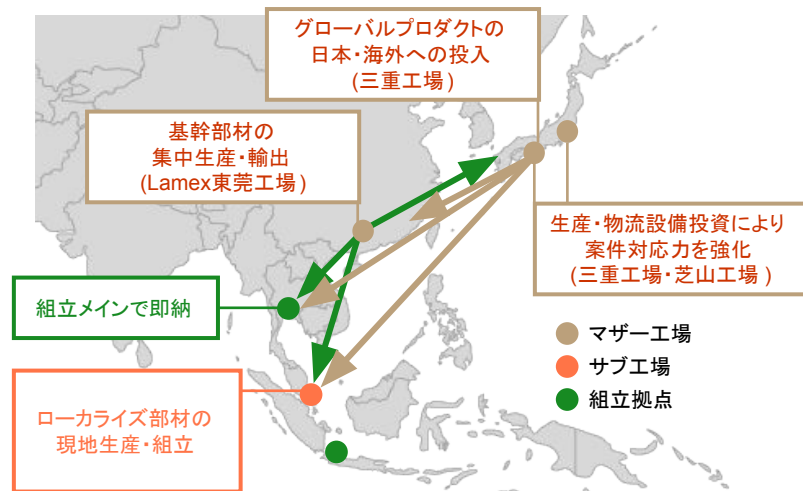 グローバルプロダクトの
日本・海外への投入
(三重工場)
基幹部材の
集中生産・輸出
(Lamex東莞工場)
生産・物流設備投資により
案件対応力を強化
(三重工場・芝山工場)
組立メインで即納
ローカライズ部材の
現地生産・組立
マザー工場
サブ工場
組立拠点